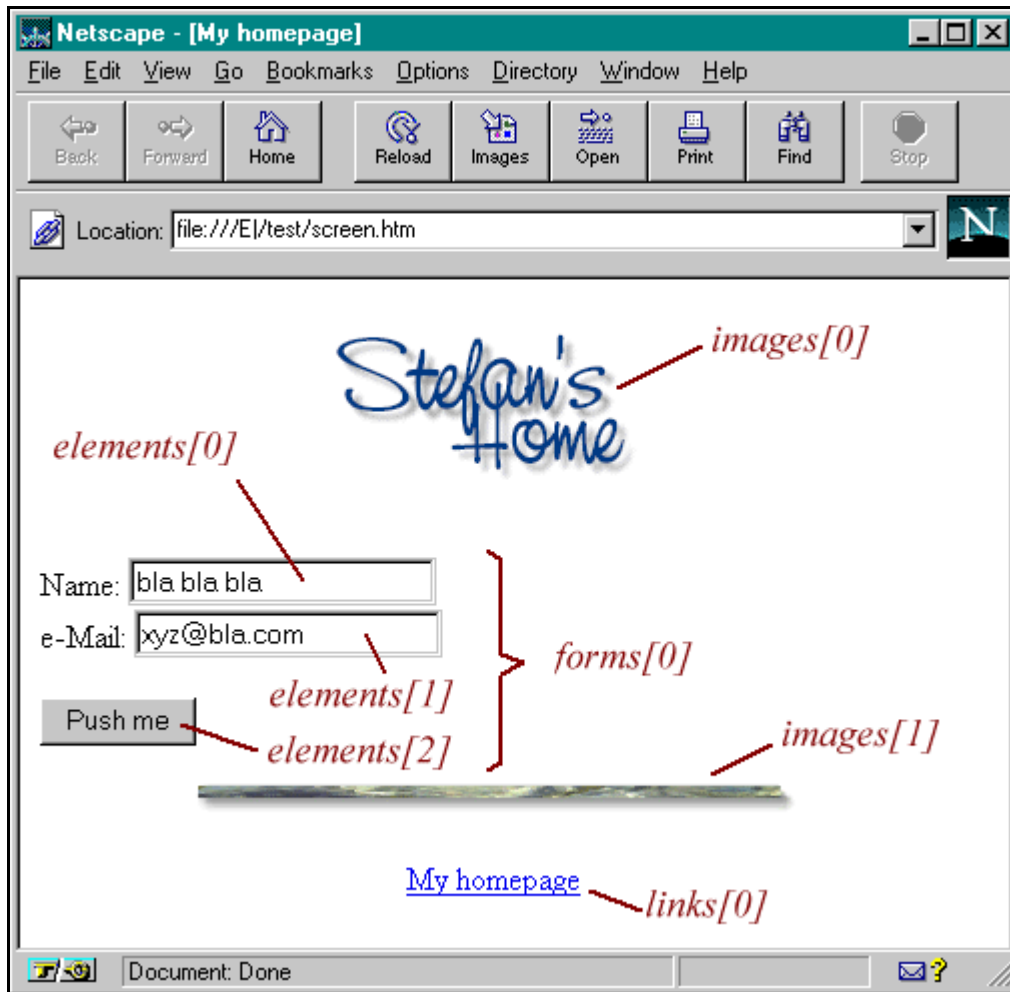 Netscape - [My homepage]
File Edit View Go Bookmarks Options Directory Window Help
Back Forward Home Reload Images Open Print Find Stop
Location: file:///E|/test/screen.htm
N
images[0]
Stefan's
Home
elements[0]
Name: bla bla bla
e-Mail: xyz@bla.com
forms[0]
elements[1]
Push me
elements[2]
images[1]
My homepage
links[0]
Document: Done